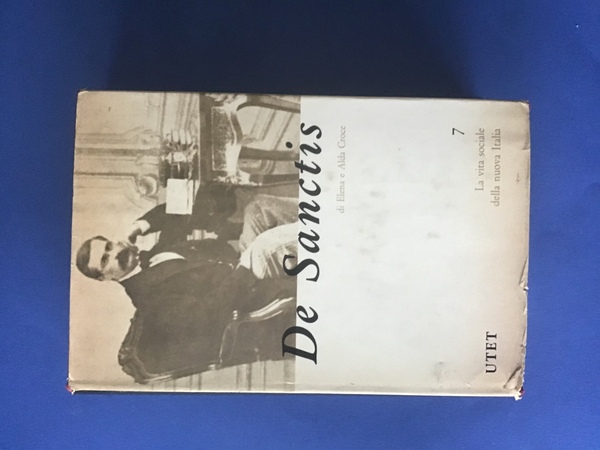 De Sanctis
di Elena e Alda Croce
7
La vita sociale
della nuova Italia
UTET